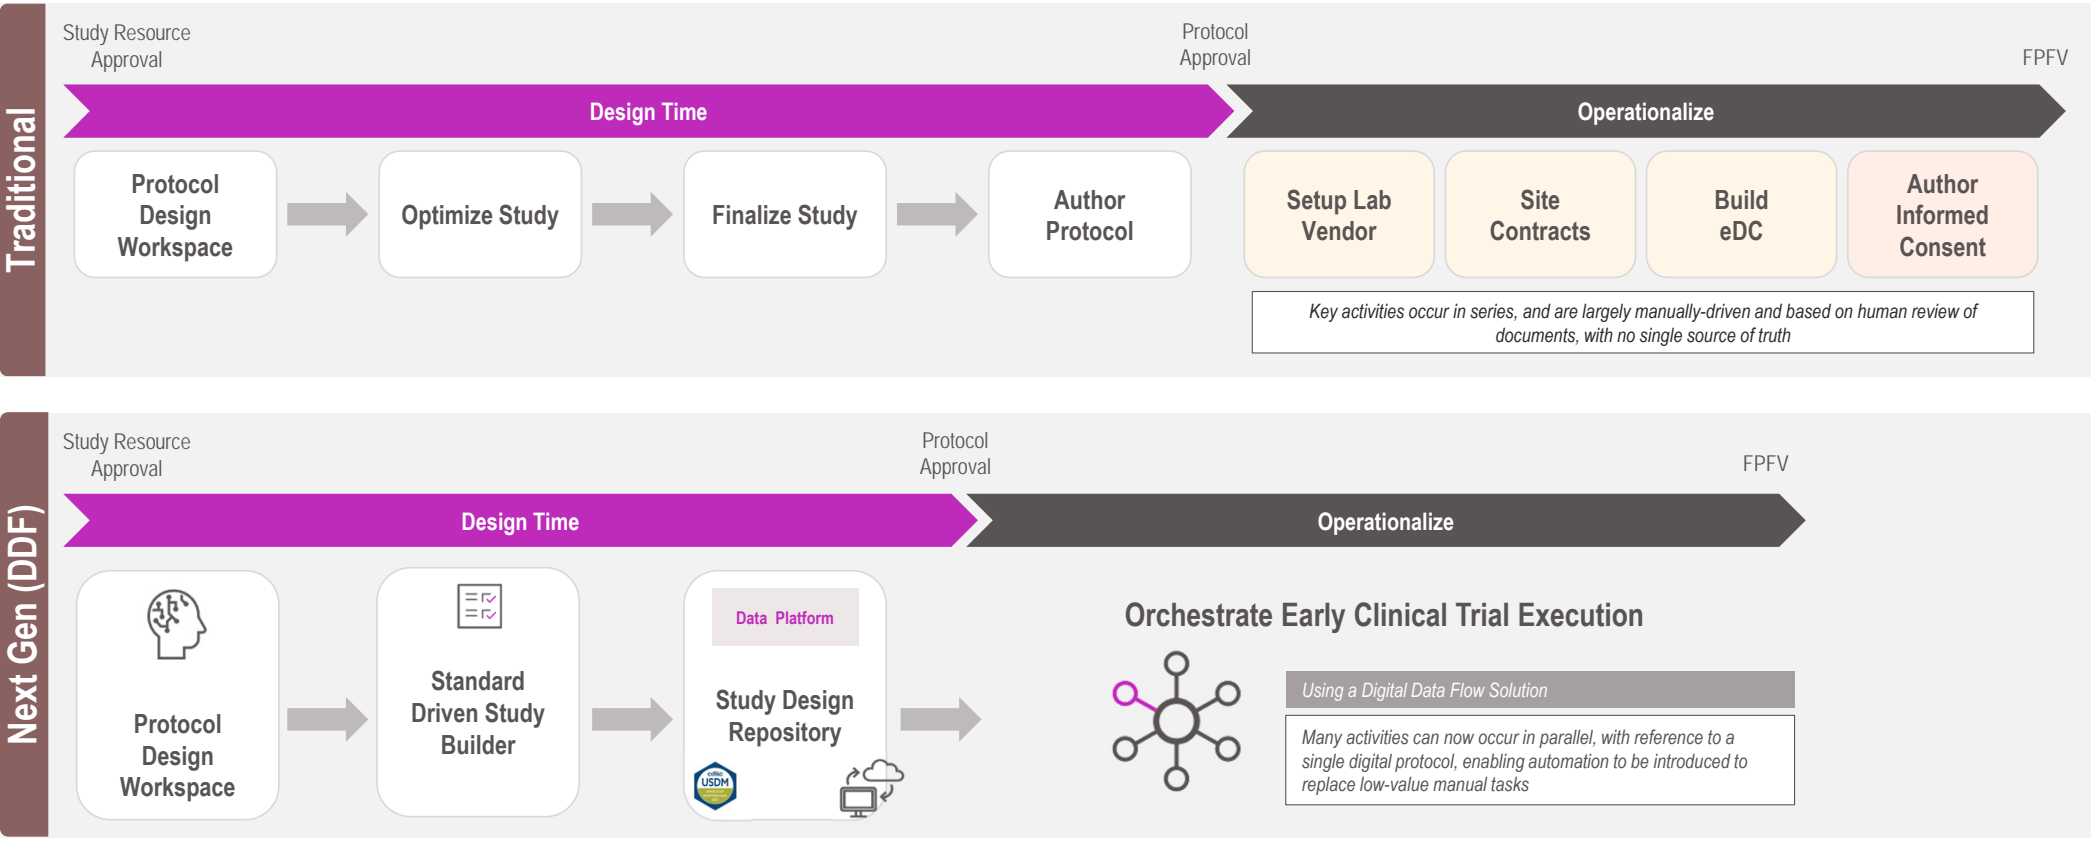 Traditional
Study Resource
Approval
Protocol
Approval
FPFV
Design Time
Operationalize
Protocol
Design
Workspace
Optimize Study
Finalize Study
Author
Protocol
Setup Lab
Vendor
Site
Contracts
Build
eDC
Author
Informed
Consent
Key activities occur in series, and are largely manually-driven and based on human review of
documents, with no single source of truth
Next Gen (DDF)
Study Resource
Approval
Protocol
Approval
FPFV
Design Time
Operationalize
Protocol
Design
Workspace
Standard
Driven Study
Builder
Data Platform
Study Design
Repository
USDM
Orchestrate Early Clinical Trial Execution
Using a Digital Data Flow Solution
Many activities can now occur in parallel, with reference to a
single digital protocol, enabling automation to be introduced to
replace low-value manual tasks